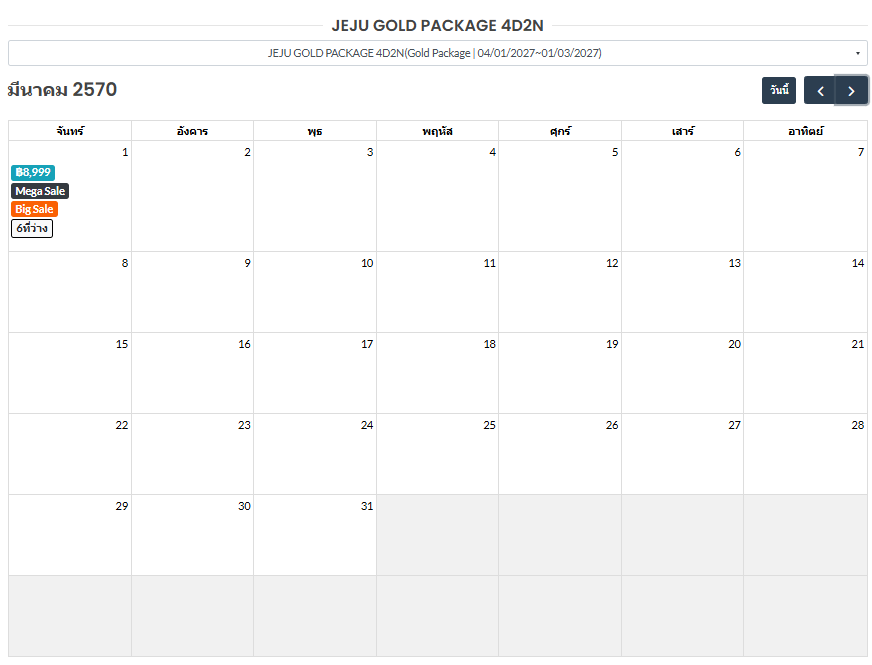 JEJU GOLD PACKAGE 4D2N
JEJU GOLD PACKAGE 4D2N(Gold Package | 04/01/2027~01/03/2027)
มีนาคม 2570
วันนี้
จันทร์ อังคาร พุธ พฤหัส ศุกร์ เสาร์ อาทิตย์
1 2 3 4 5 6 7
฿8,999
Mega Sale
Big Sale
6ที่ว่าง
8 9 10 11 12 13 14
15 16 17 18 19 20 21
22 23 24 25 26 27 28
29 30 31